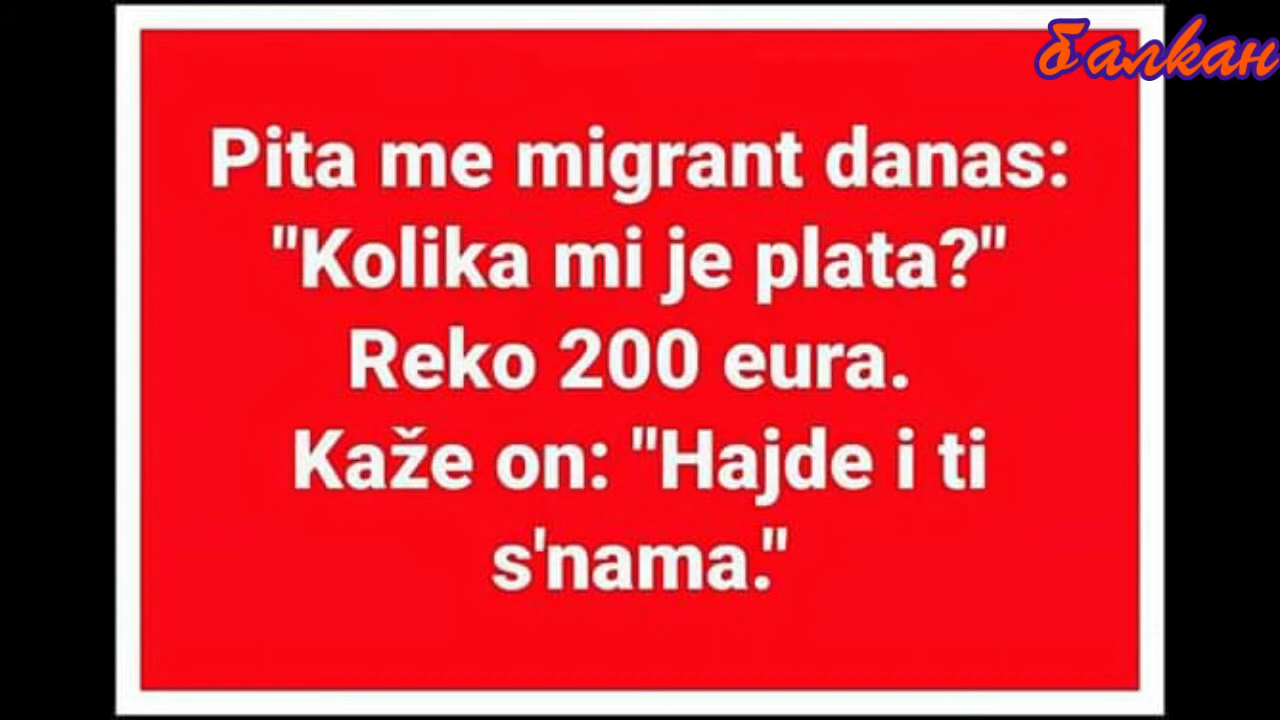 балкан
Pita me migrant danas:
"Kolika mi je plata?"
Reko 200 eura.
Kaže on: "Hajde i ti
s'nama."